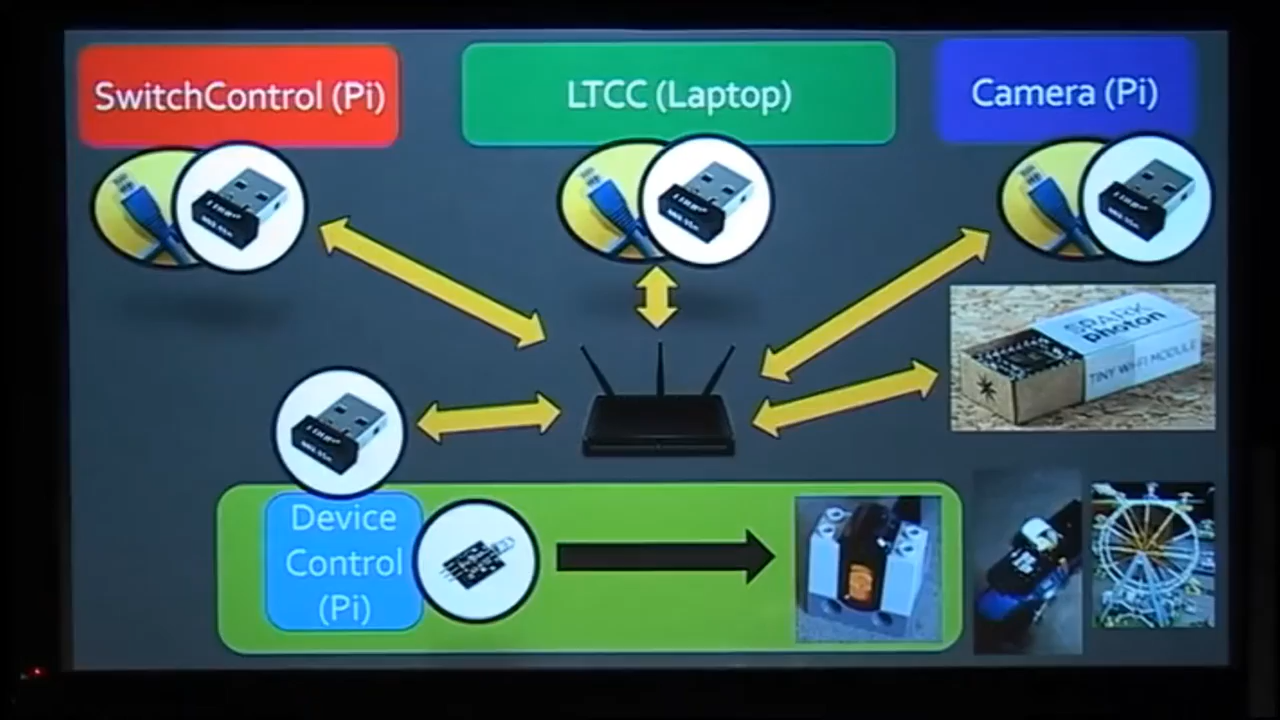 SwitchControl (Pi)
LTCC (Laptop)
Camera (Pi)
SPARK
photon
TINY WI-FI MODULE
Device
Control
(Pi)